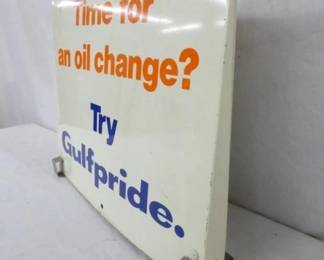 Time for
an oil change?
Try
Gulfpride.